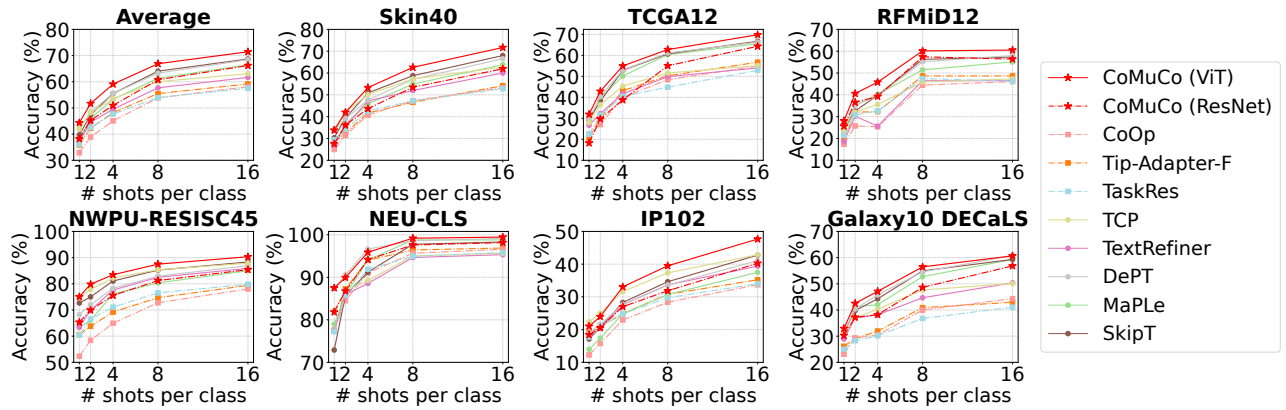 Average
Skin40
TCGA12
RFMiD12
Accuracy (%)
80
70
60
50
40
30
12 4 8 16
# shots per class
Accuracy (%)
80
70
60
50
40
30
20
12 4 8 16
# shots per class
Accuracy (%)
70
60
50
40
30
20
10
12 4 8 16
# shots per class
Accuracy (%)
70
60
50
40
30
20
10
12 4 8 16
# shots per class
NWPU-RESISC45
NEU-CLS
IP102
Galaxy10 DECaLS
Accuracy (%)
100
90
80
70
60
50
12 4 8 16
# shots per class
Accuracy (%)
100
90
80
70
12 4 8 16
# shots per class
Accuracy (%)
50
40
30
20
10
12 4 8 16
# shots per class
Accuracy (%)
70
60
50
40
30
20
12 4 8 16
# shots per class
CoMuCo (ViT)
CoMuCo (ResNet)
CoOp
Tip-Adapter-F
TaskRes
TCP
TextRefiner
DePT
MaPLe
SkipT